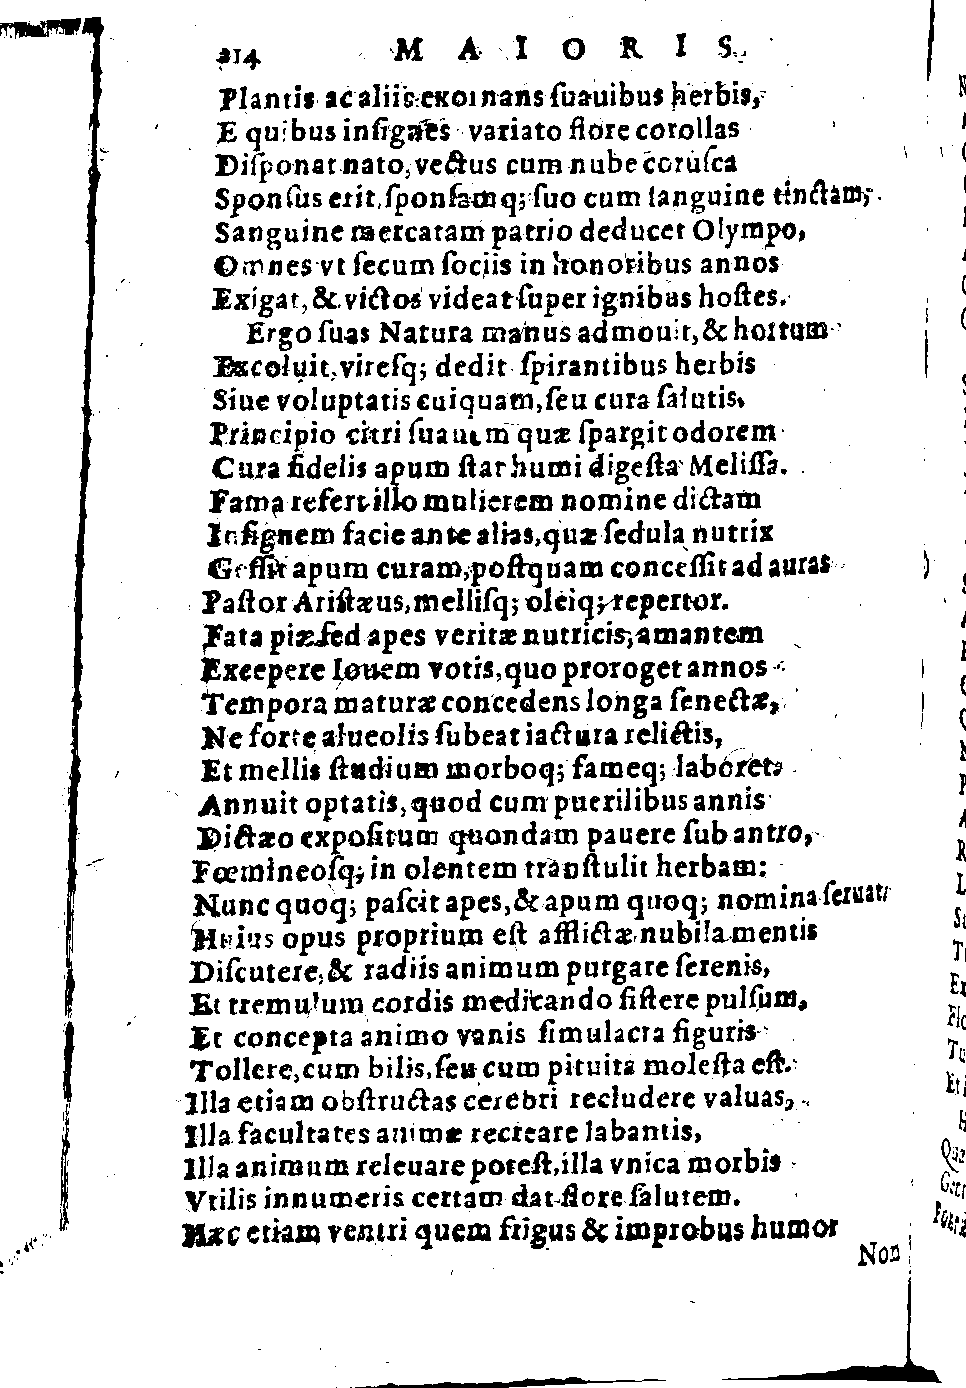 214 MAIORIS.
Plantis ac aliis exornans suauibus herbis,
E quibus insignes variato flore corollas
Disponat nato, vectus cum nube corusca
Sponsus erit, sponsamq; suo cum sanguine tinctam,
Sanguine mercatam patrio deducet Olympo,
Omnes vt secum sociis in honoribus annos
Exigat, & victos videat super ignibus hostes.
Ergo suas Natura manus admouit, & hortum
Excoluit, viresq; dedit spirantibus herbis
Siue voluptatis cuiquam, seu cura salutis.
Principio citri suauem quæ spargit odorem
Cura fidelis apum stat humi digesta Melissa.
Fama refert illo mulierem nomine dictam
Insignem facie ante alias, quæ sedula nutrix
Gessit apum curam, postquam concessit ad auras
Pastor Aristæus, mellisq; oleiq; repertor.
Fata piæ sed apes veritæ nutricis, amantem
Excepere Iouem votis, quo proroget annos
Tempora maturæ concedens longa senectæ,
Ne forte alueolis subeat iactura relictis,
Et mellis studium morboq; fameq; laboret,
Annuit optatis, quod cum puerilibus annis
Dictæo expositum quondam pauere sub antro,
Fœmineosq; in olentem transtulit herbam:
Nunc quoq; pascit apes, & apum quoq; nomina seruat.
Huius opus proprium est afflictæ nubila mentis
Discutere, & radiis animum purgare serenis,
Et tremulum cordis medicando sistere pulsum,
Et concepta animo vanis simulacra figuris
Tollere, cum bilis, seu cum pituita molesta est.
Illa etiam obstructas cerebri recludere valuas,
Illa facultates animæ recreare labantis,
Illa animum releuare potest, illa vnica morbis
Vtilis innumeris certam dat flore salutem.
Hæc etiam ventri quem frigus & improbus humor
Non